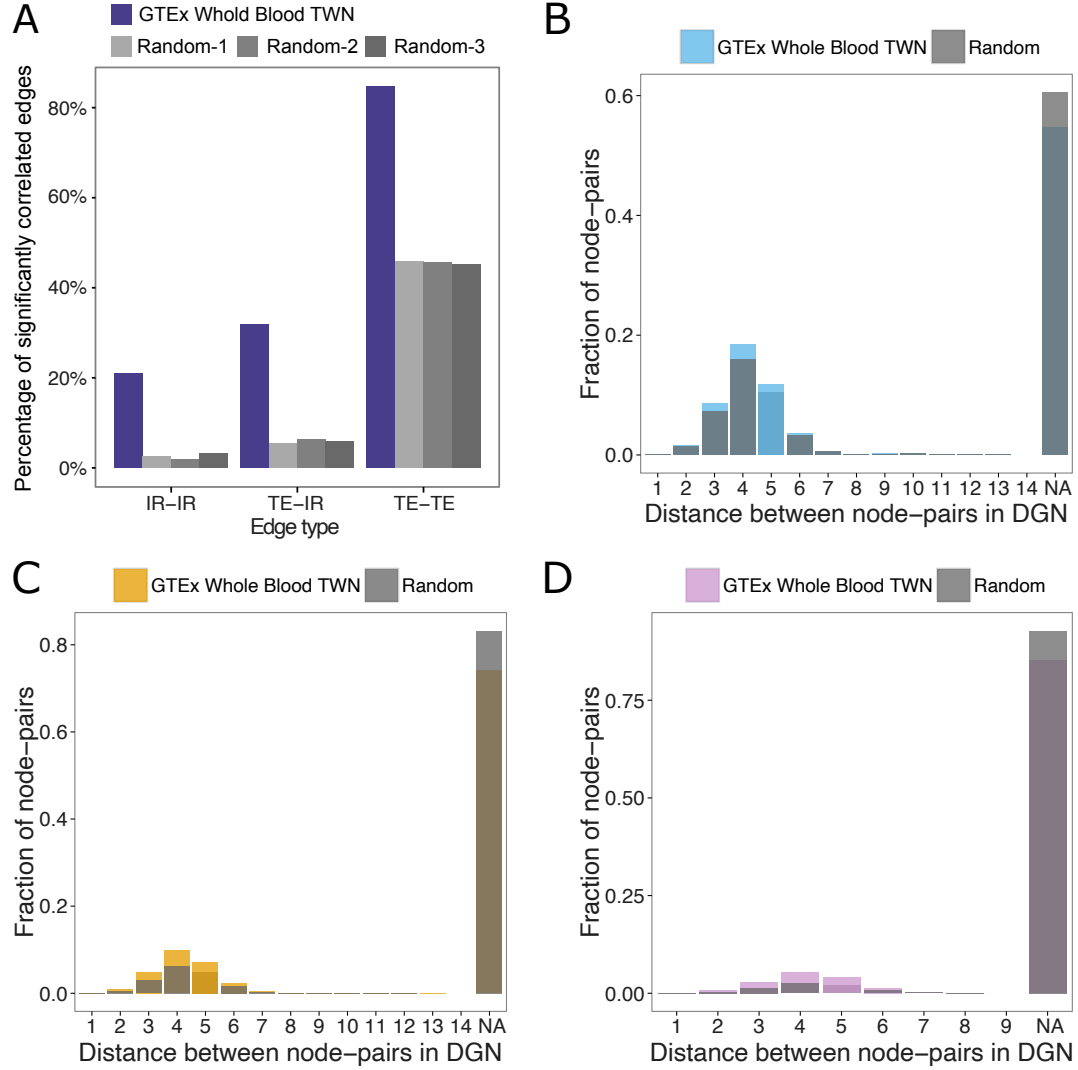 A
GTEx Whold Blood TWN
Random-1 Random-2 Random-3
Percentage of significantly correlated edges
80%
60%
40%
20%
0%
IR−IR TE−IR TE−TE
Edge type
B
GTEx Whole Blood TWN Random
Fraction of node−pairs
0.6
0.4
0.2
0.0
1 2 3 4 5 6 7 8 9 10 11 12 13 14 NA
Distance between node−pairs in DGN
C
GTEx Whole Blood TWN Random
Fraction of node−pairs
0.8
0.6
0.4
0.2
0.0
1 2 3 4 5 6 7 8 9 10 11 12 13 14 NA
Distance between node−pairs in DGN
D
GTEx Whole Blood TWN Random
Fraction of node−pairs
0.75
0.50
0.25
0.00
1 2 3 4 5 6 7 8 9 NA
Distance between node−pairs in DGN